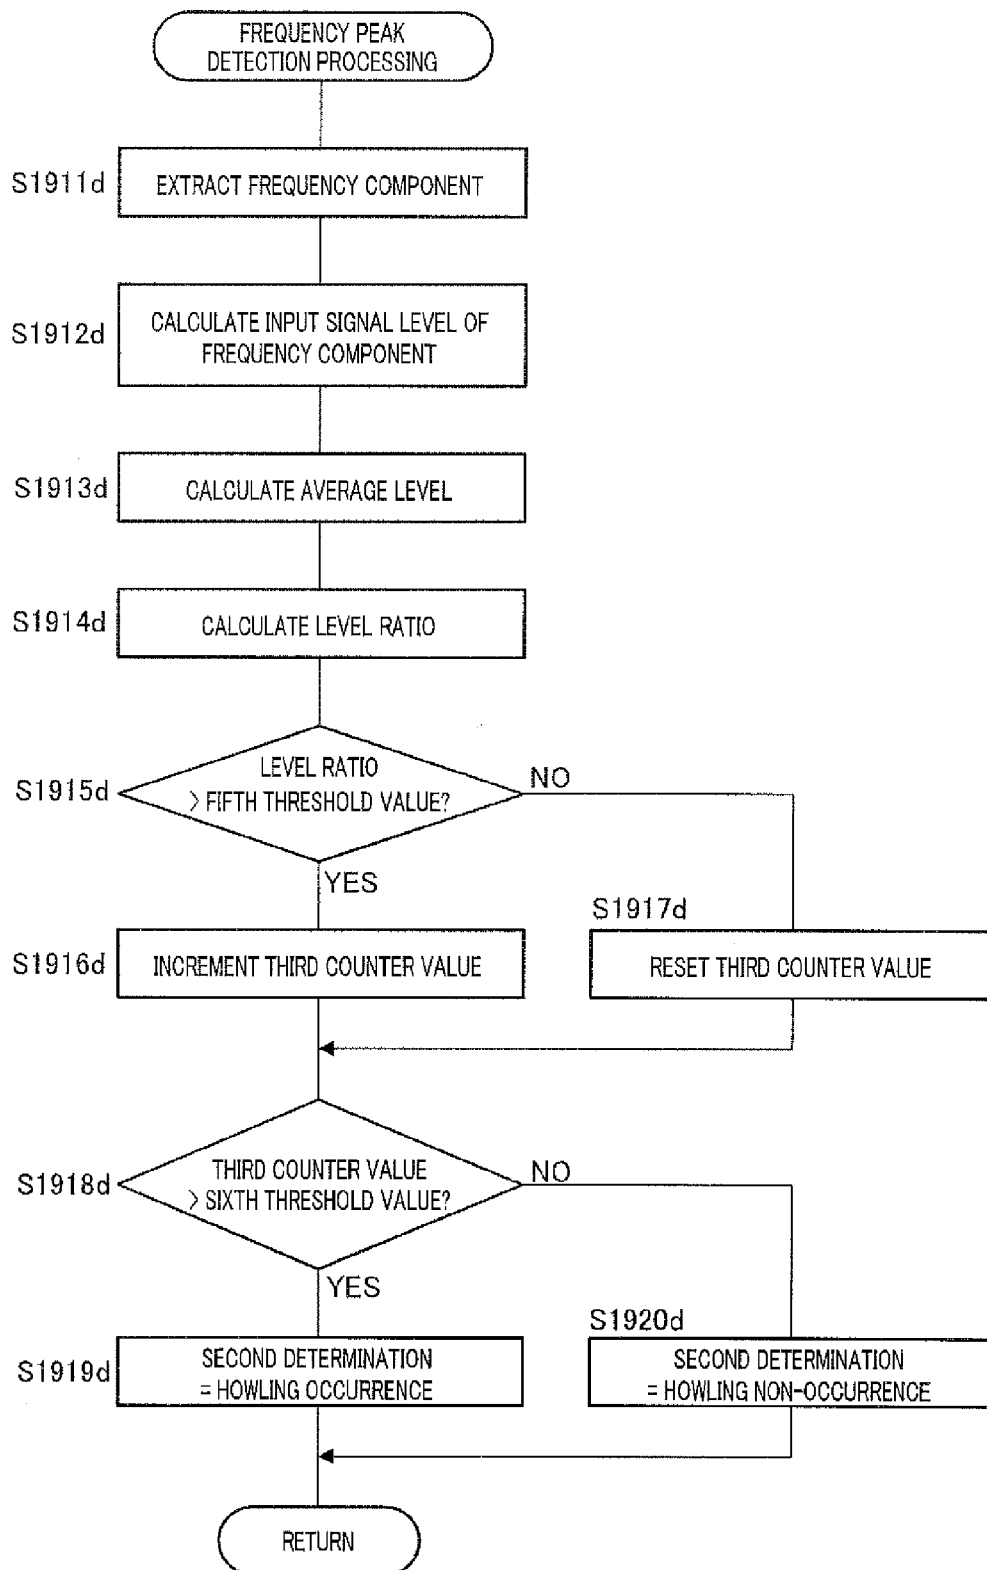 FREQUENCY PEAK
DETECTION PROCESSING
S1911d
EXTRACT FREQUENCY COMPONENT
S1912d
CALCULATE INPUT SIGNAL LEVEL OF
FREQUENCY COMPONENT
S1913d
CALCULATE AVERAGE LEVEL
S1914d
CALCULATE LEVEL RATIO
S1915d
LEVEL RATIO
> FIFTH THRESHOLD VALUE?
NO
YES
S1916d
INCREMENT THIRD COUNTER VALUE
S1917d
RESET THIRD COUNTER VALUE
S1918d
THIRD COUNTER VALUE
> SIXTH THRESHOLD VALUE?
NO
YES
S1919d
SECOND DETERMINATION
= HOWLING OCCURRENCE
S1920d
SECOND DETERMINATION
= HOWLING NON-OCCURRENCE
RETURN